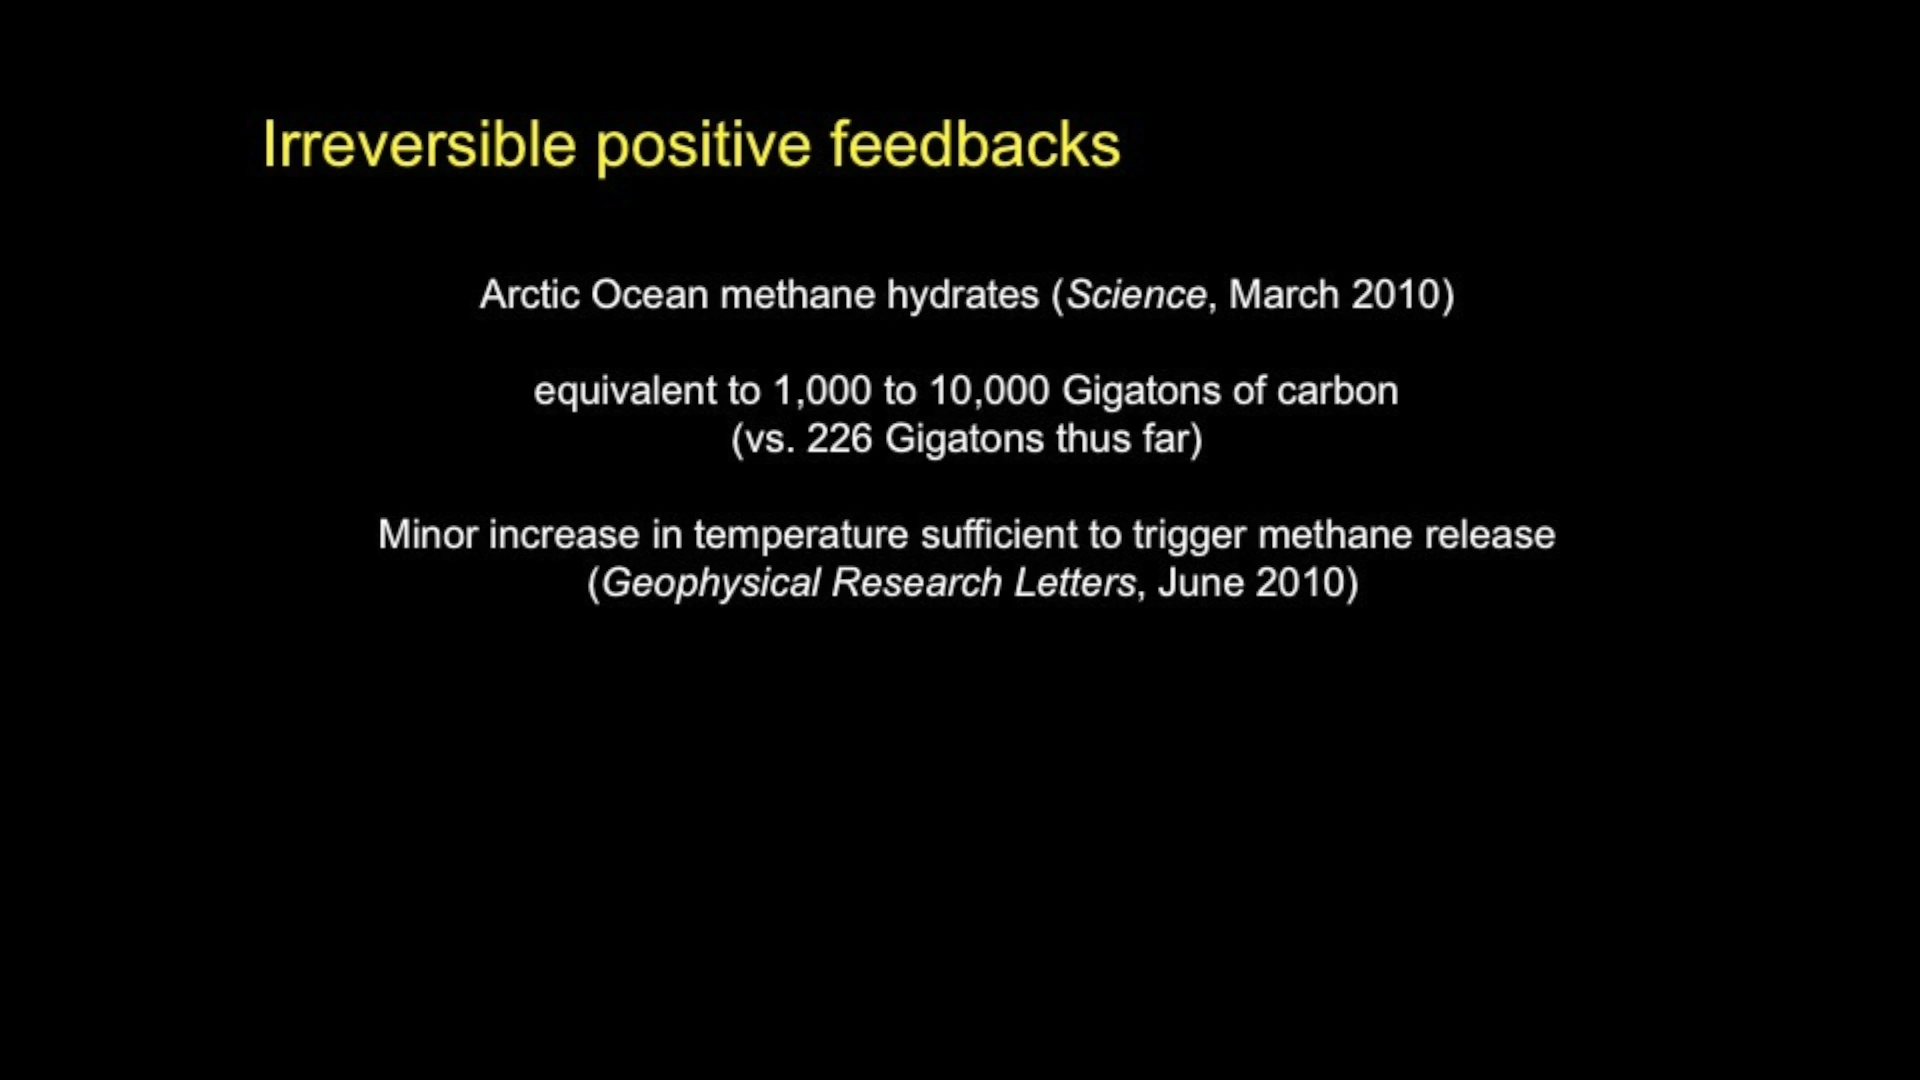 Irreversible positive feedbacks
Arctic Ocean methane hydrates (Science, March 2010)
equivalent to 1,000 to 10,000 Gigatons of carbon
(vs. 226 Gigatons thus far)
Minor increase in temperature sufficient to trigger methane release
(Geophysical Research Letters, June 2010)